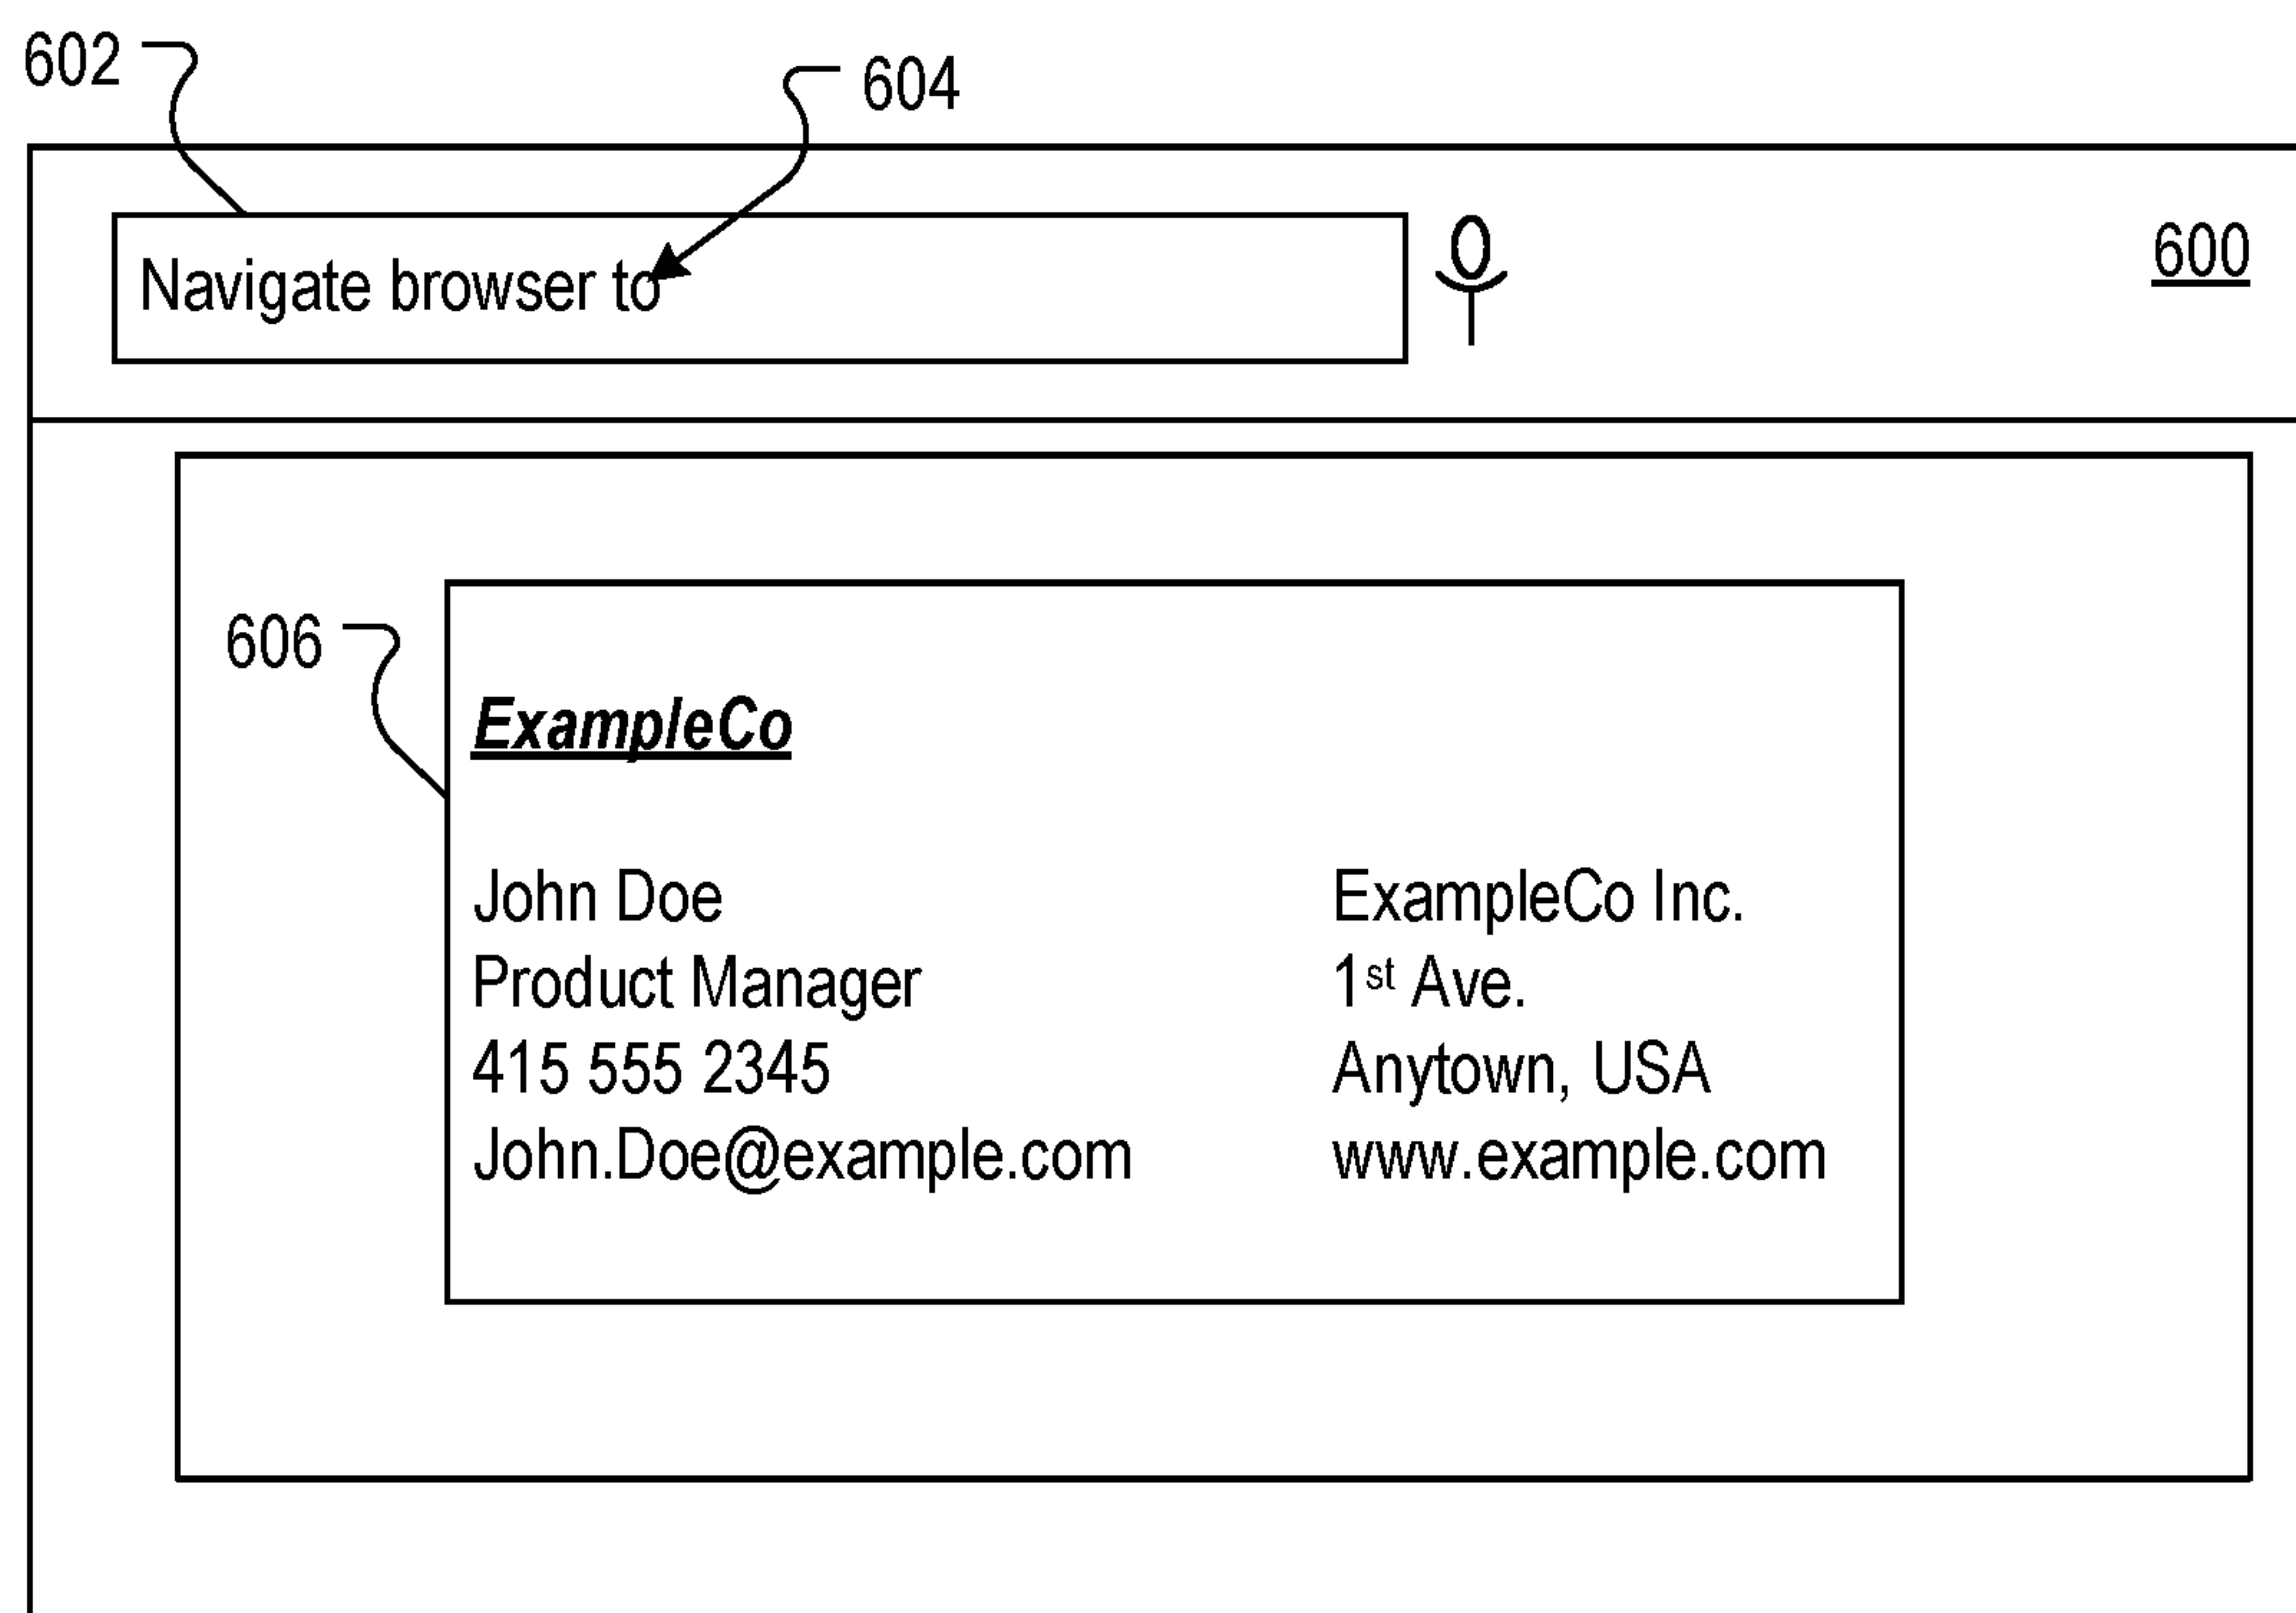 602
604
Navigate browser to
600
606
ExampleCo
John Doe
Product Manager
415 555 2345
John.Doe@example.com
ExampleCo Inc.
1st Ave.
Anytown, USA
www.example.com